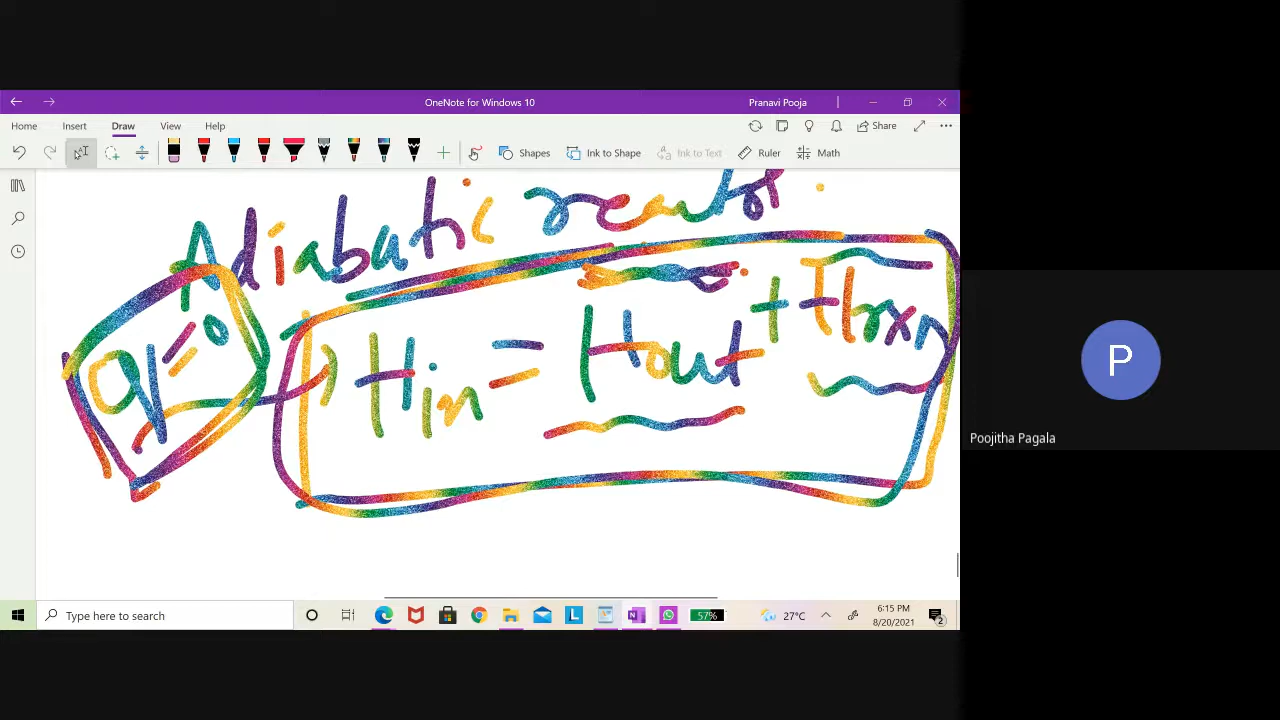 OneNote for Windows 10
Pranavi Pooja
Home Insert Draw View Help
Share
Shapes
Ink to Shape
Ink to Text
Ruler
Math
Adiabatic
q=0
Hin = Hout + Hrxn
P
Poojitha Pagala
Type here to search
57%
27°C
6:15 PM
8/20/2021
2